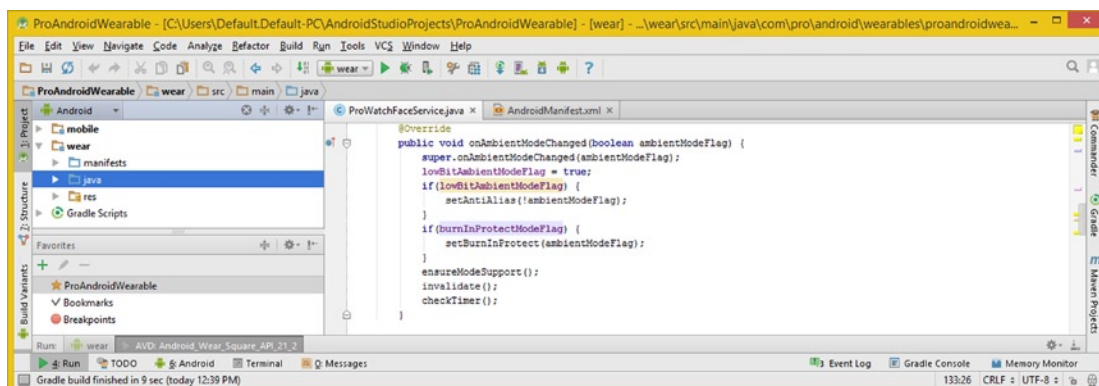 ProAndroidWearable - [C:\Users\Default.Default-PC\AndroidStudioProjects\ProAndroidWearable] - [wear] - ...\wear\src\main\java\com\pro\android\wearables\proandroidwea...
File Edit View Navigate Code Analyze Refactor Build Run Tools VCS Window Help
wear
ProAndroidWearable wear src main java
1: Project
Android
ProWatchFaceService.java × AndroidManifest.xml ×
mobile
wear
manifests
java
res
Gradle Scripts
7: Structure
Favorites
ProAndroidWearable
Bookmarks
Breakpoints
Build Variants
@Override
public void onAmbientModeChanged(boolean ambientModeFlag) {
super.onAmbientModeChanged(ambientModeFlag);
lowBitAmbientModeFlag = true;
if(lowBitAmbientModeFlag) {
setAntiAlias(!ambientModeFlag);
}
if(burnInProtectModeFlag) {
setBurnInProtect(ambientModeFlag);
}
ensureModeSupport();
invalidate();
checkTimer();
}
Commander
Gradle
Maven Projects
Run: wear AVD: Android_Wear_Square_API_21_2
4: Run TODO 6: Android Terminal 0: Messages Event Log Gradle Console Memory Monitor
Gradle build finished in 9 sec (today 12:39 PM) 133:26 CRLF UTF-8